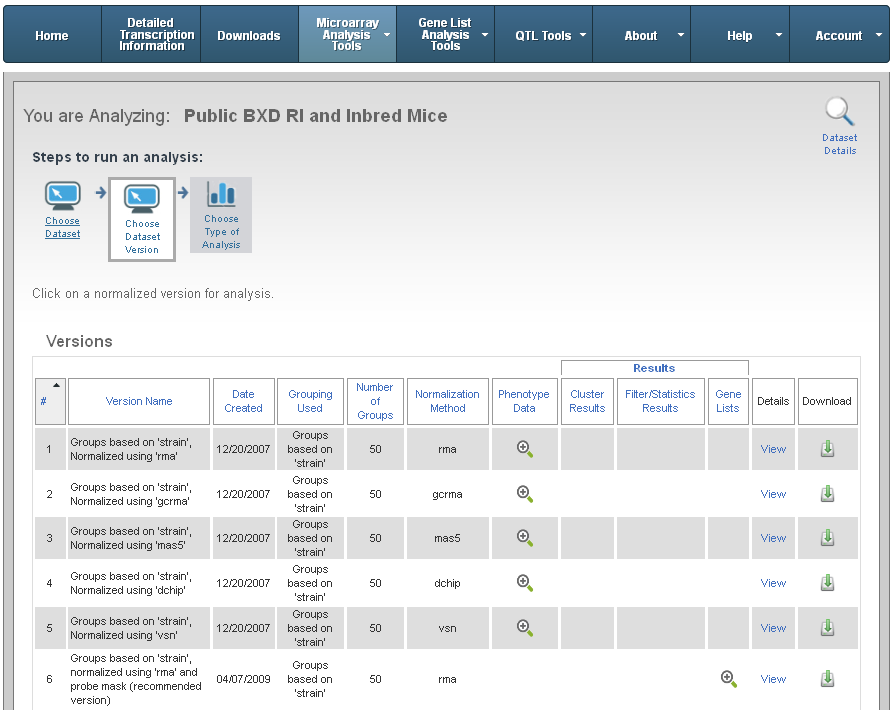 Home
Detailed
Transcription
Information
Downloads
Microarray
Analysis
Tools
Gene List
Analysis
Tools
QTL Tools
About
Help
Account
You are Analyzing: Public BXD RI and Inbred Mice
Dataset
Details
Steps to run an analysis:
Choose
Dataset
Choose
Dataset
Version
Choose
Type of
Analysis
Click on a normalized version for analysis.
Versions
Results
#
Version Name
Date
Created
Grouping
Used
Number
of
Groups
Normalization
Method
Phenotype
Data
Cluster
Results
Filter/Statistics
Results
Gene
Lists
Details
Download
1
Groups based on 'strain',
Normalized using 'rma'
12/20/2007
Groups
based on
'strain'
50
rma
View
2
Groups based on 'strain',
Normalized using 'gcrma'
12/20/2007
Groups
based on
'strain'
50
gcrma
View
3
Groups based on 'strain',
Normalized using 'mas5'
12/20/2007
Groups
based on
'strain'
50
mas5
View
4
Groups based on 'strain',
Normalized using 'dchip'
12/20/2007
Groups
based on
'strain'
50
dchip
View
5
Groups based on 'strain',
Normalized using 'vsn'
12/20/2007
Groups
based on
'strain'
50
vsn
View
6
Groups based on 'strain',
normalized using 'rma' and
probe mask (recommended
version)
04/07/2009
Groups
based on
'strain'
50
rma
View